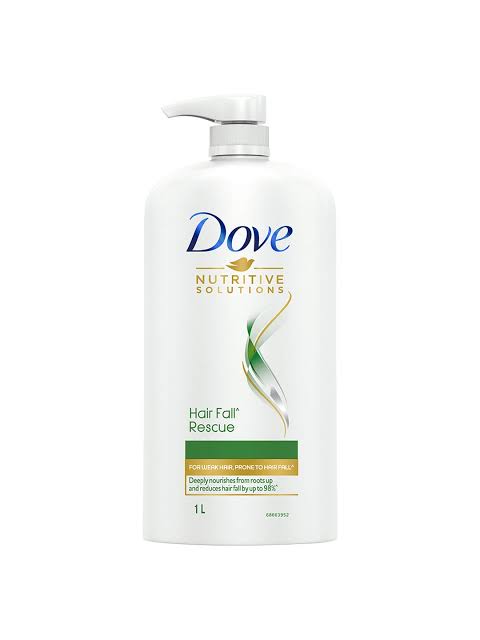 Dove
NUTRITIVE
SOLUTIONS
Hair Fall^
Rescue
FOR WEAK HAIR, PRONE TO HAIR FALL^
Deeply nourishes from roots up
and reduces hair fall by up to 98%^
1 L
68663952